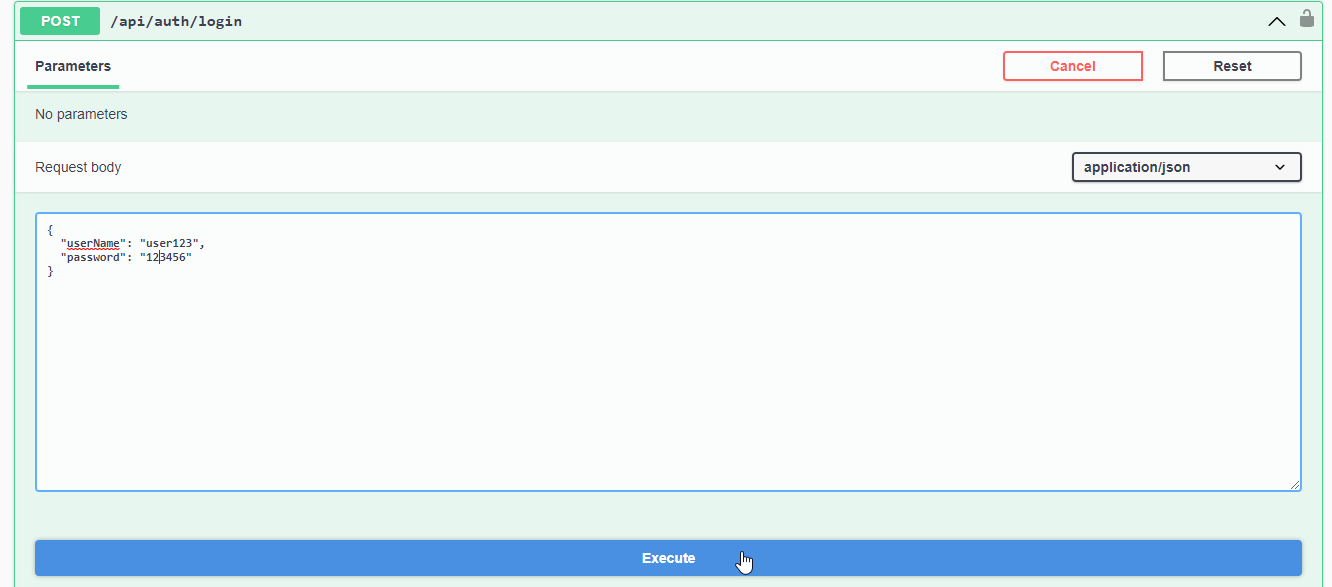 POST /api/auth/login
Parameters Cancel Reset
No parameters
Request body application/json
{
"userName": "user123",
"password": "123456"
}
Execute